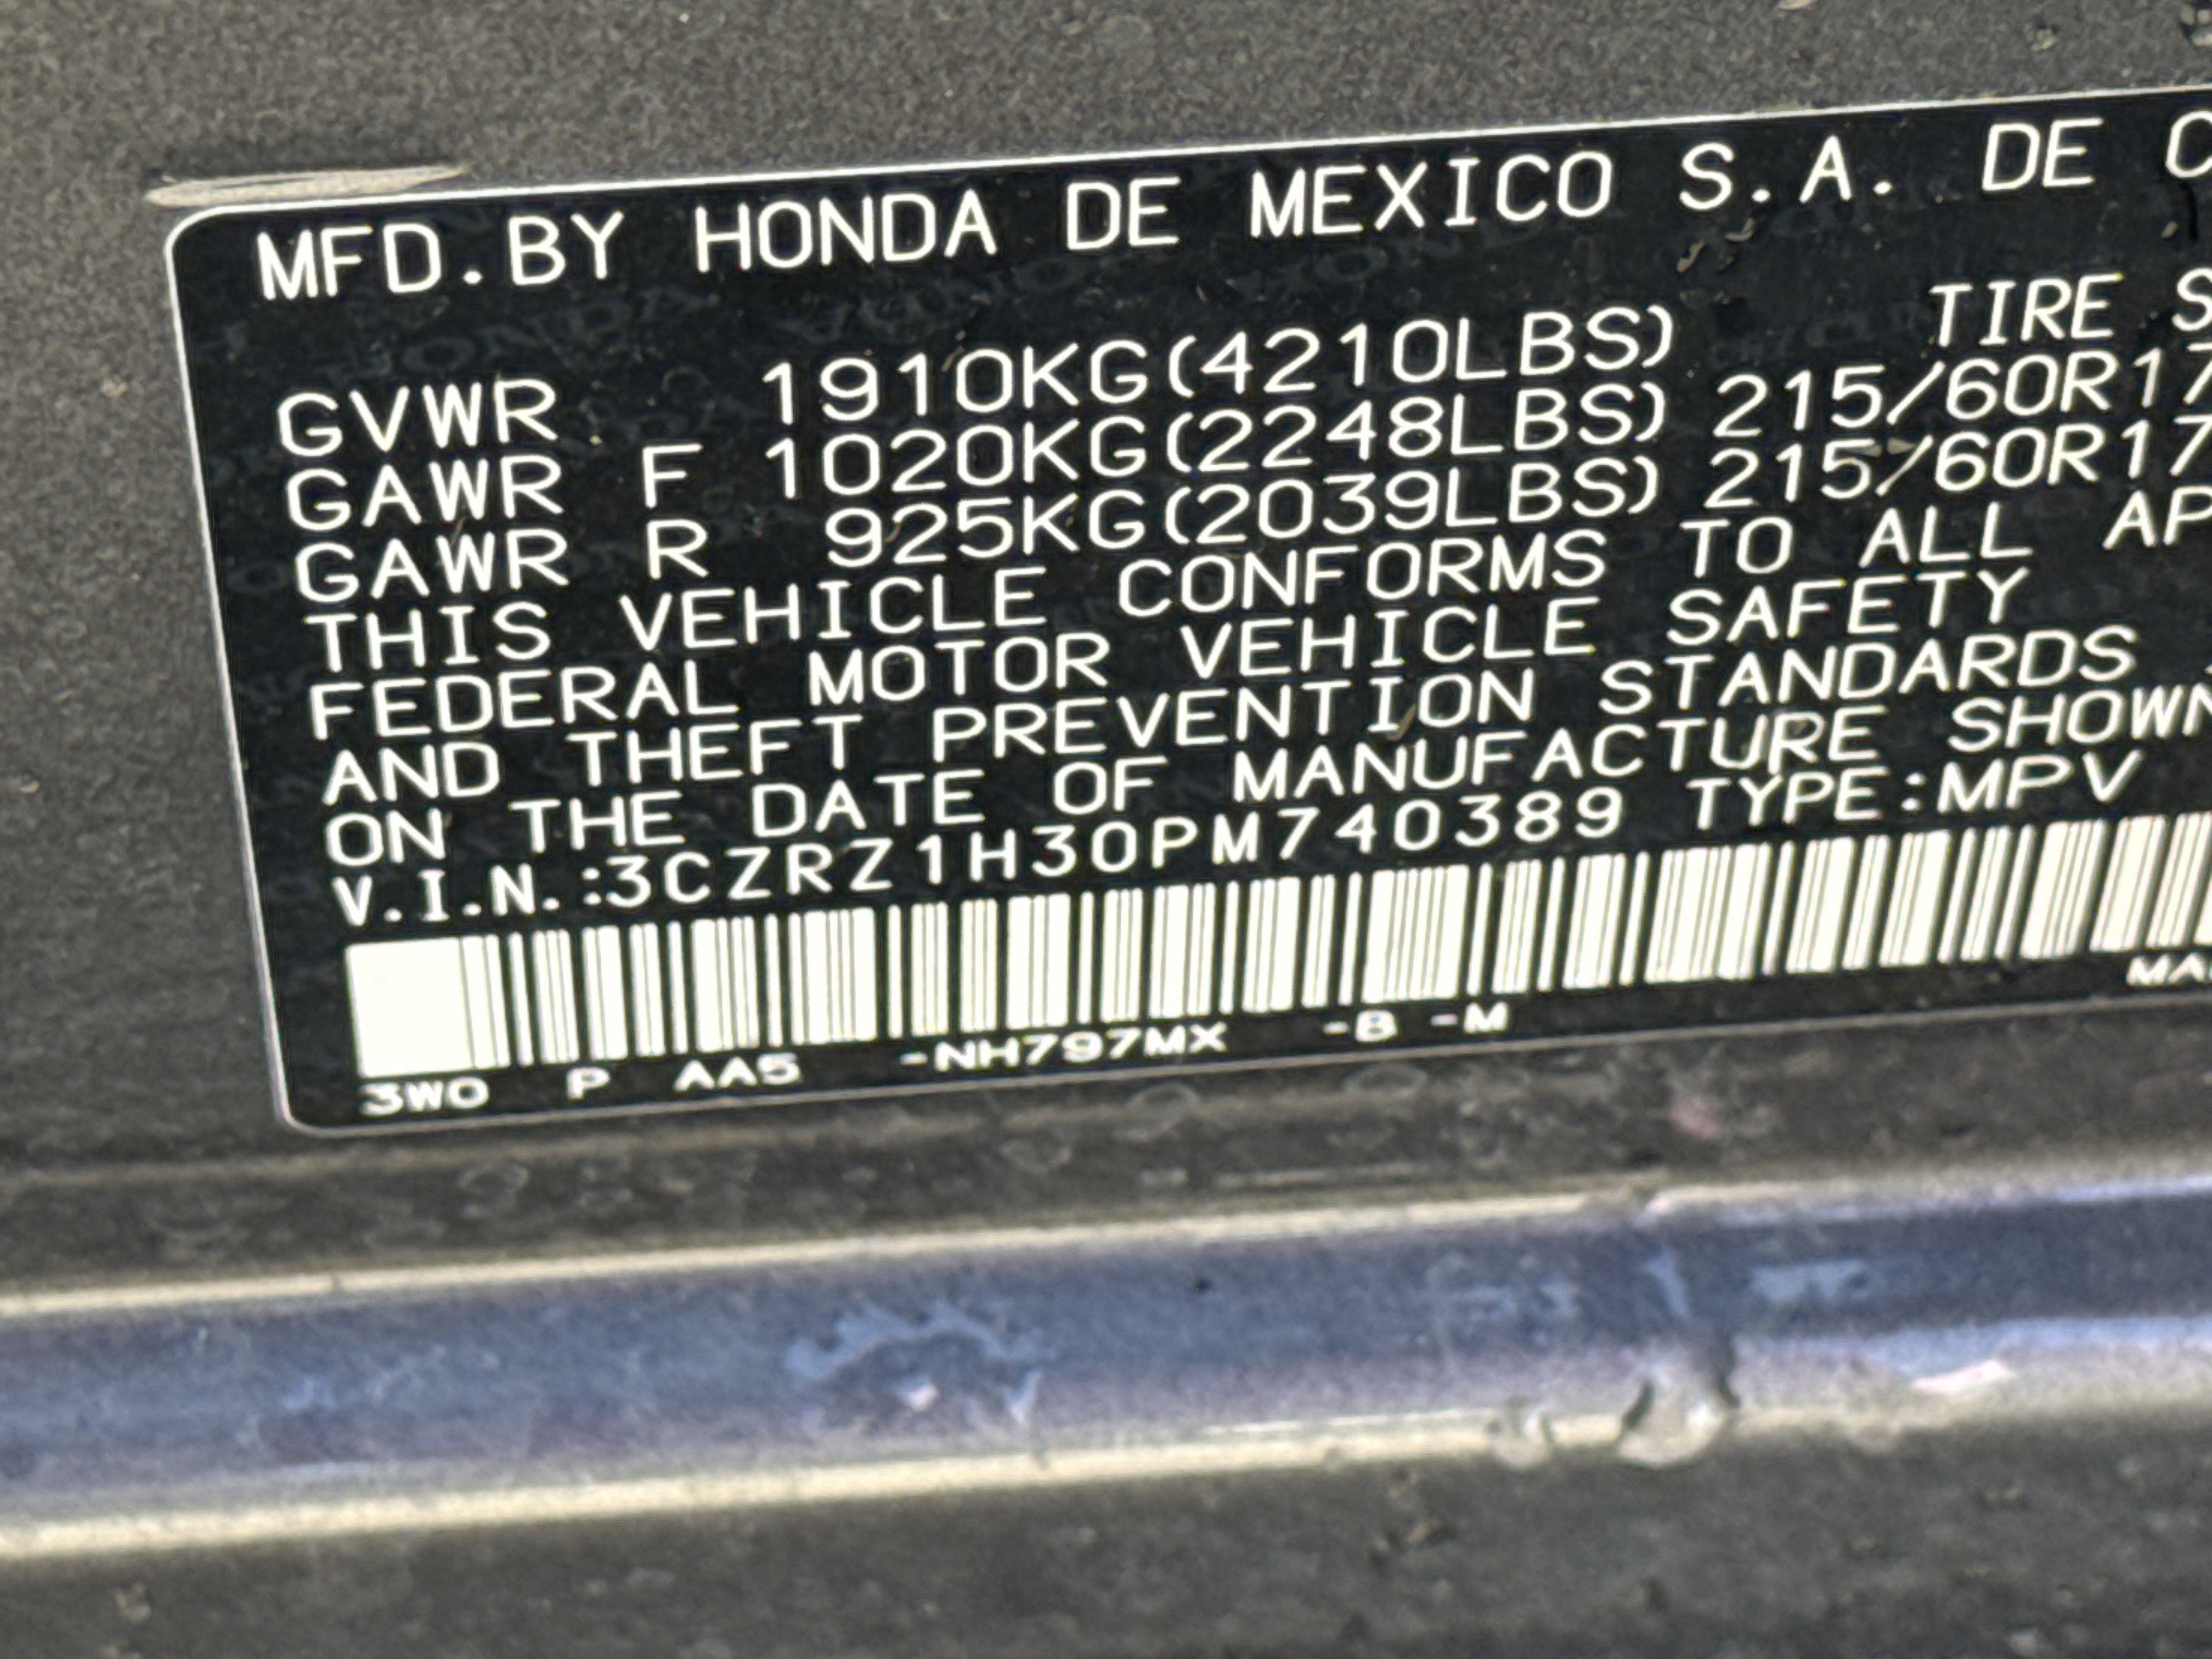 MFD.BY HONDA DE MEXICO S.A. DE C
TIRE S
GVWR 1910KG(4210LBS)
GAWR F 1020KG(2248LBS) 215/60R17
GAWR R 925KG(2039LBS) 215/60R17
THIS VEHICLE CONFORMS TO ALL AP
FEDERAL MOTOR VEHICLE SAFETY
AND THEFT PREVENTION STANDARDS
ON THE DATE OF MANUFACTURE SHOWN
V.I.N.:3CZRZ1H30PM740389 TYPE:MPV
3W0 P AA5 -NH797MX -B -M